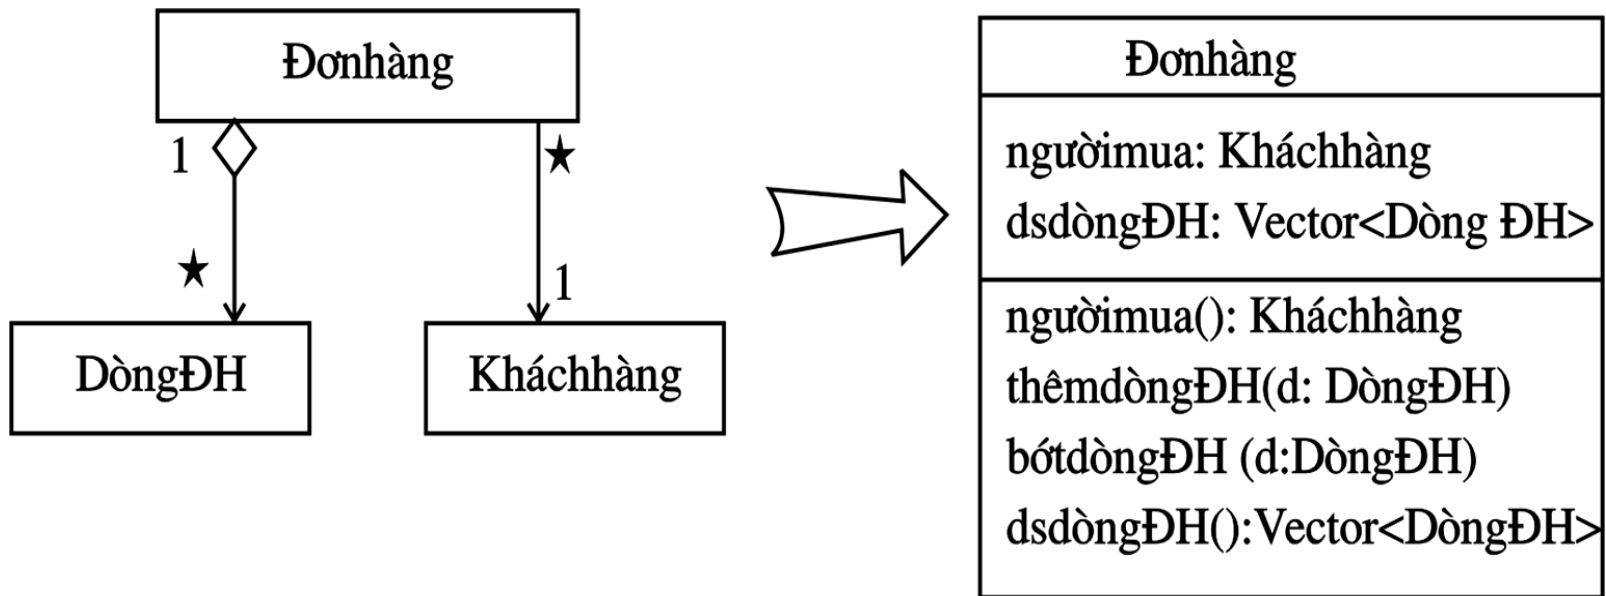 Đơnhàng
1
★
★
1
DòngĐH
Kháchhàng
Đơnhàng
ngườimua: Kháchhàng
dsdòngĐH: Vector<Dòng ĐH>
ngườimua(): Kháchhàng
thêmdòngĐH(d: DòngĐH)
bớtdòngĐH (d:DòngĐH)
dsdòngĐH():Vector<DòngĐH>